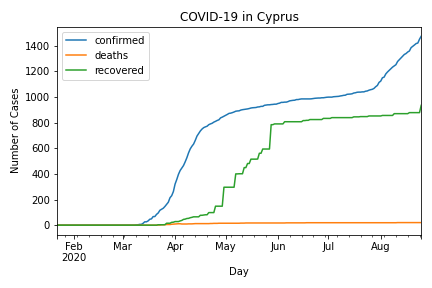 COVID-19 in Cyprus
confirmed
deaths
recovered
Number of Cases
1400
1200
1000
800
600
400
200
0
Feb
2020
Mar
Apr
May
Jun
Jul
Aug
Day